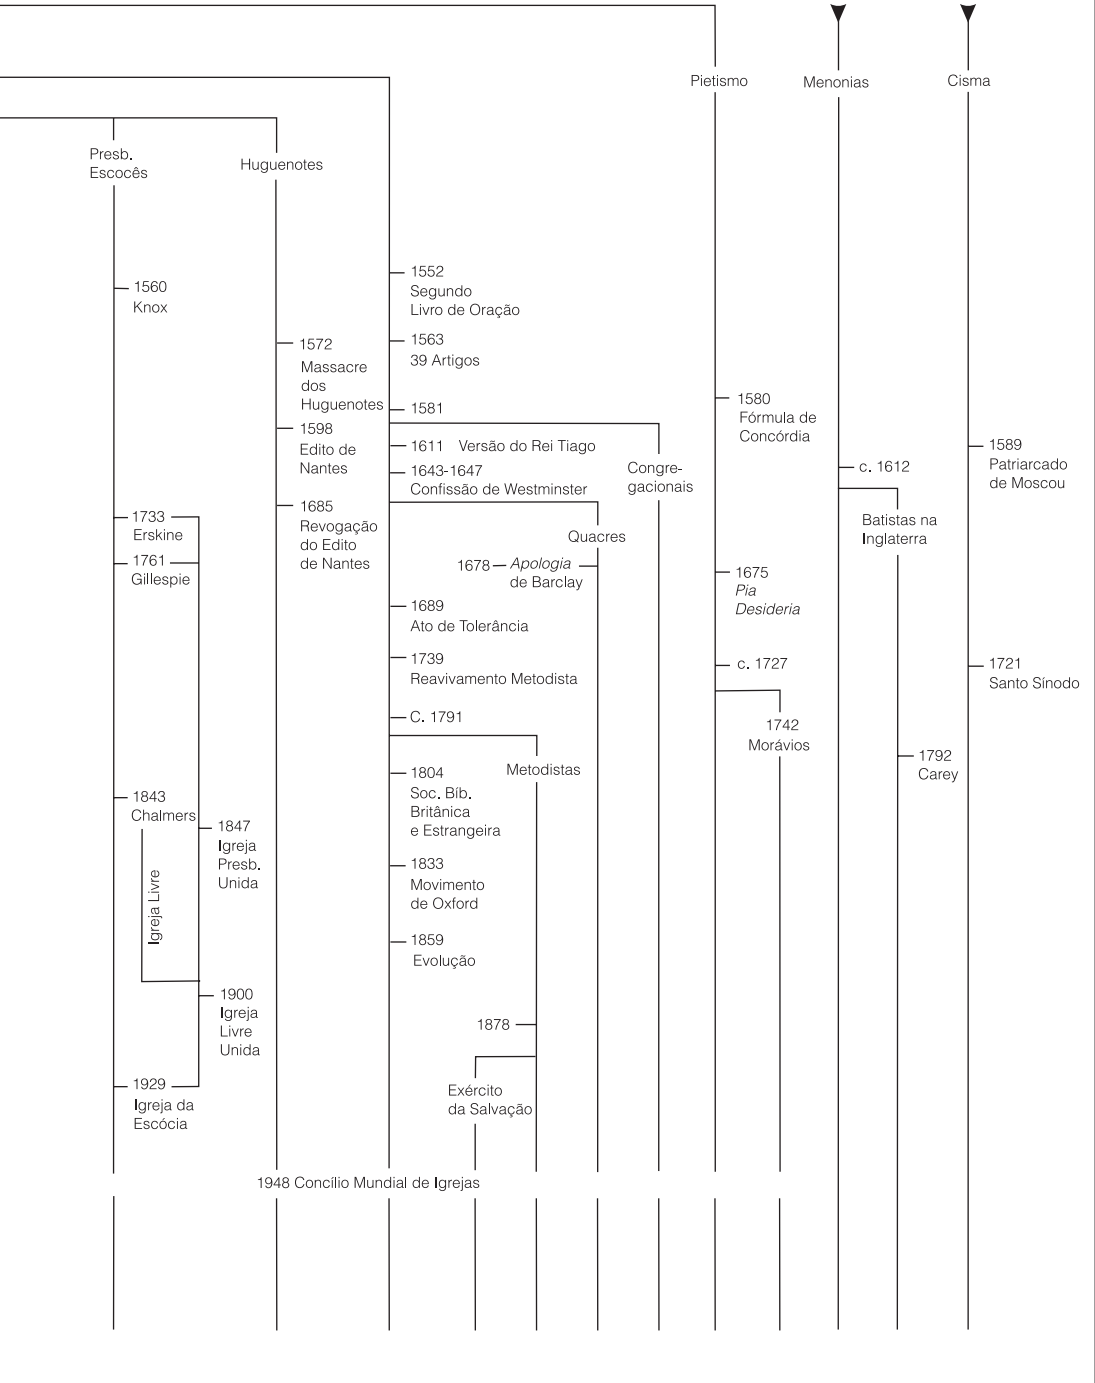 Pietismo
Menonias
Cisma
Presb.
Escocês
Huguenotes
1560
Knox
1733
Erskine
1761
Gillespie
1843
Chalmers
Igreja Livre
1847
Igreja
Presb.
Unida
1900
Igreja
Livre
Unida
1929
Igreja da
Escócia
1572
Massacre
dos
Huguenotes
1598
Edito de
Nantes
1685
Revogação
do Edito
de Nantes
1552
Segundo
Livro de Oração
1563
39 Artigos
1581
1611 Versão do Rei Tiago
1643-1647
Confissão de Westminster
1689
Ato de Tolerância
1739
Reavivamento Metodista
C. 1791
1804
Soc. Bíb.
Britânica
e Estrangeira
1833
Movimento
de Oxford
1859
Evolução
Metodistas
1878
Exército
da Salvação
Quacres
1678 Apologia
de Barclay
Congre-
gacionais
1580
Fórmula de
Concórdia
1675
Pia
Desideria
c. 1727
1742
Morávios
c. 1612
Batistas na
Inglaterra
1792
Carey
1589
Patriarcado
de Moscou
1721
Santo Sínodo
1948 Concílio Mundial de Igrejas